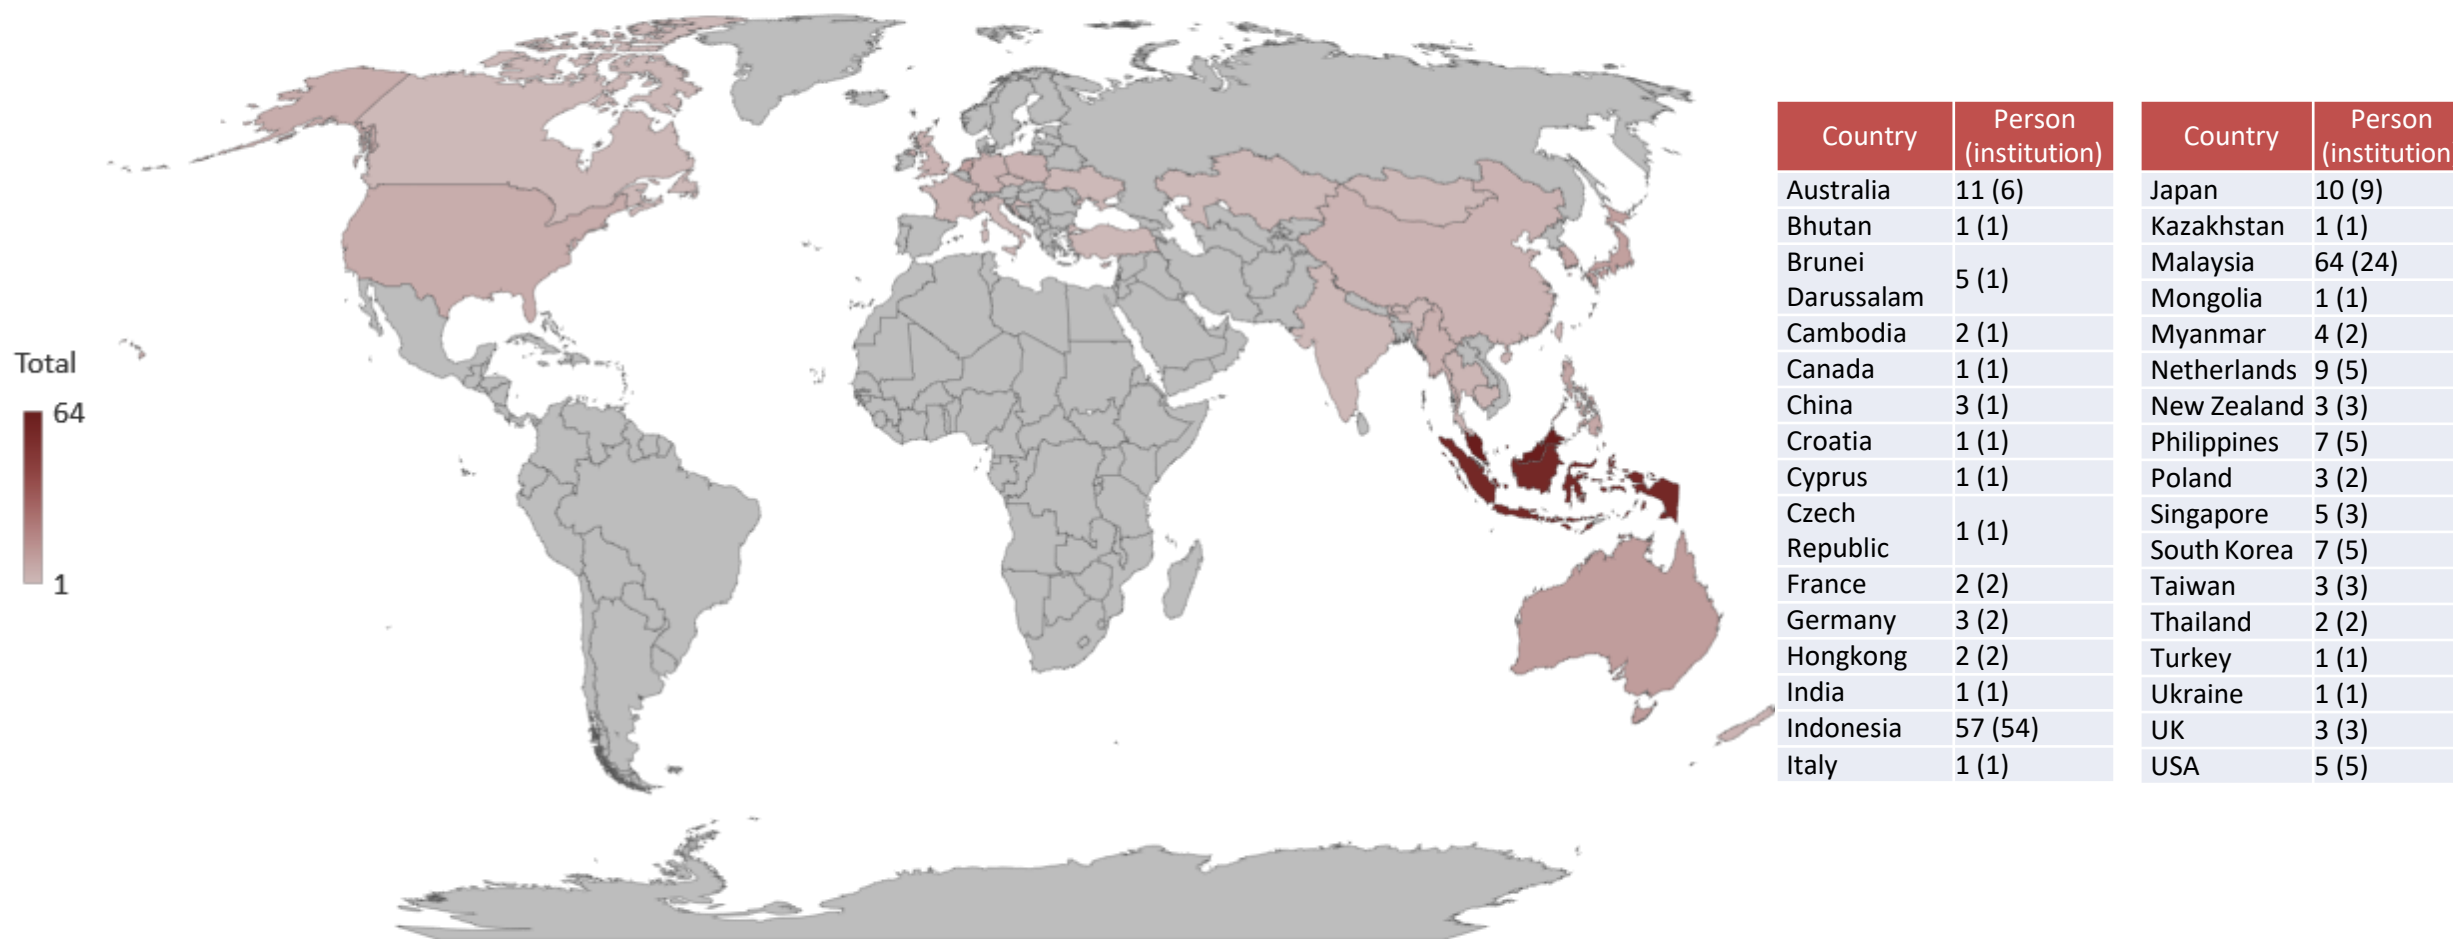 Total
64
1
Country Person (institution)
Australia 11 (6)
Bhutan 1 (1)
Brunei Darussalam 5 (1)
Cambodia 2 (1)
Canada 1 (1)
China 3 (1)
Croatia 1 (1)
Cyprus 1 (1)
Czech Republic 1 (1)
France 2 (2)
Germany 3 (2)
Hongkong 2 (2)
India 1 (1)
Indonesia 57 (54)
Italy 1 (1)
Country Person (institution
Japan 10 (9)
Kazakhstan 1 (1)
Malaysia 64 (24)
Mongolia 1 (1)
Myanmar 4 (2)
Netherlands 9 (5)
New Zealand 3 (3)
Philippines 7 (5)
Poland 3 (2)
Singapore 5 (3)
South Korea 7 (5)
Taiwan 3 (3)
Thailand 2 (2)
Turkey 1 (1)
Ukraine 1 (1)
UK 3 (3)
USA 5 (5)